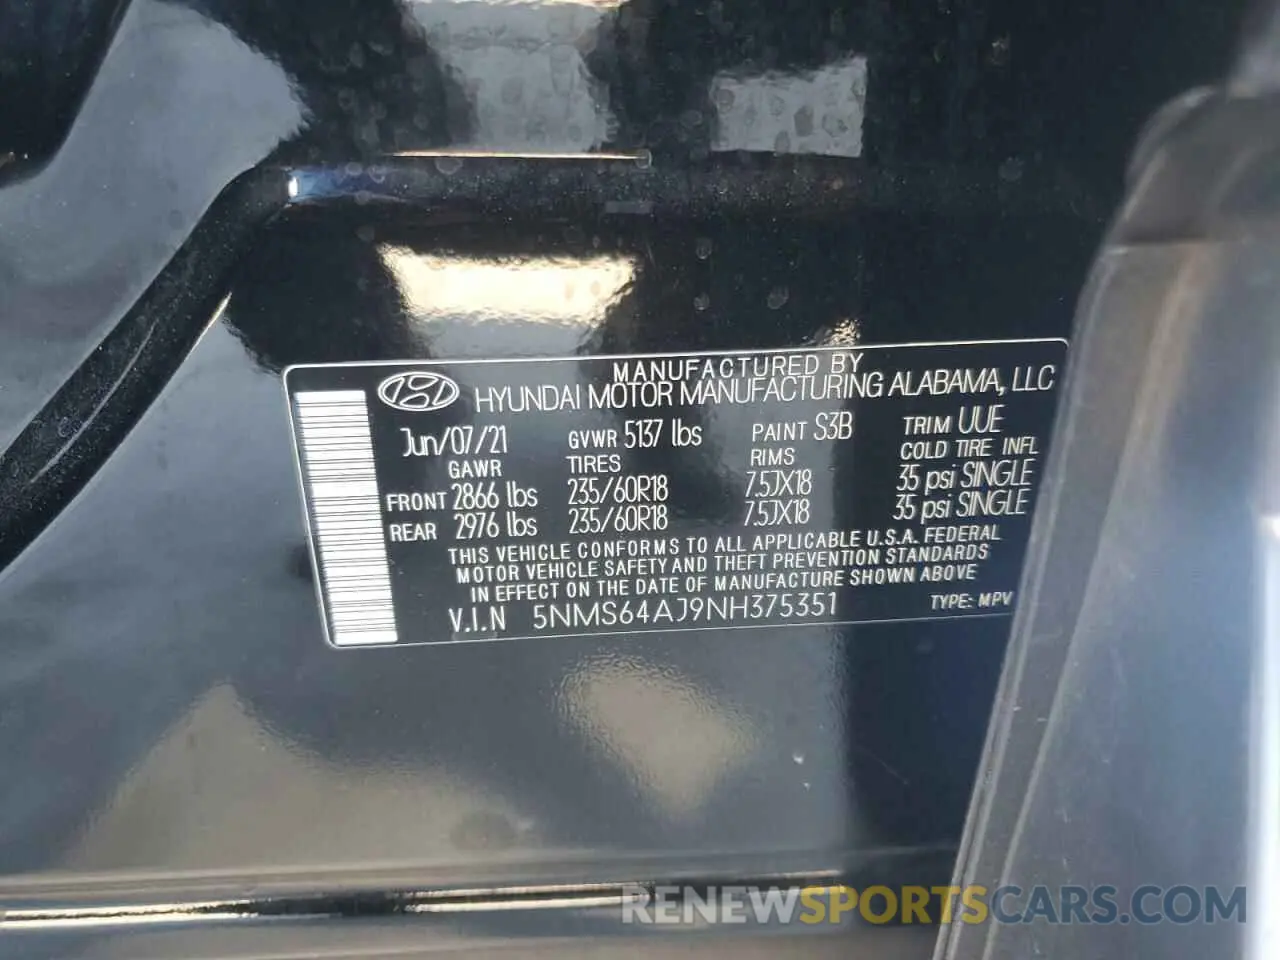 MANUFACTURED BY
HYUNDAI MOTOR MANUFACTURING ALABAMA, LLC
Jun/07/21 GVWR 5137 lbs PAINT S3B TRIM UUE
GAWR TIRES RIMS COLD TIRE INFL
FRONT 2866 lbs 235/60R18 7.5JX18 35 psi SINGLE
REAR 2976 lbs 235/60R18 7.5JX18 35 psi SINGLE
THIS VEHICLE CONFORMS TO ALL APPLICABLE U.S.A. FEDERAL
MOTOR VEHICLE SAFETY AND THEFT PREVENTION STANDARDS
IN EFFECT ON THE DATE OF MANUFACTURE SHOWN ABOVE
V.I.N 5NMS64AJ9NH375351 TYPE: MPV
RENEWSPORTSCARS.COM